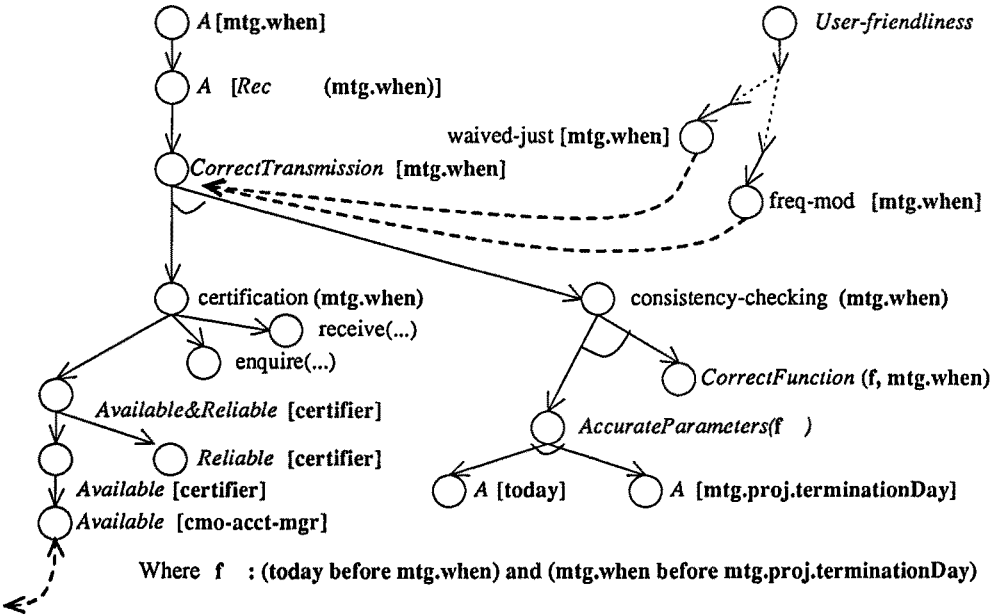 A [mtg.when]
User-friendliness
A [Rec (mtg.when)]
waived-just [mtg.when]
CorrectTransmission [mtg.when]
freq-mod [mtg.when]
certification (mtg.when)
consistency-checking (mtg.when)
receive(...)
enquire(...)
CorrectFunction (f, mtg.when)
Available&Reliable [certifier]
AccurateParameters(f )
Reliable [certifier]
Available [certifier]
A [today]
A [mtg.proj.terminationDay]
Available [cmo-acct-mgr]
Where f : (today before mtg.when) and (mtg.when before mtg.proj.terminationDay)